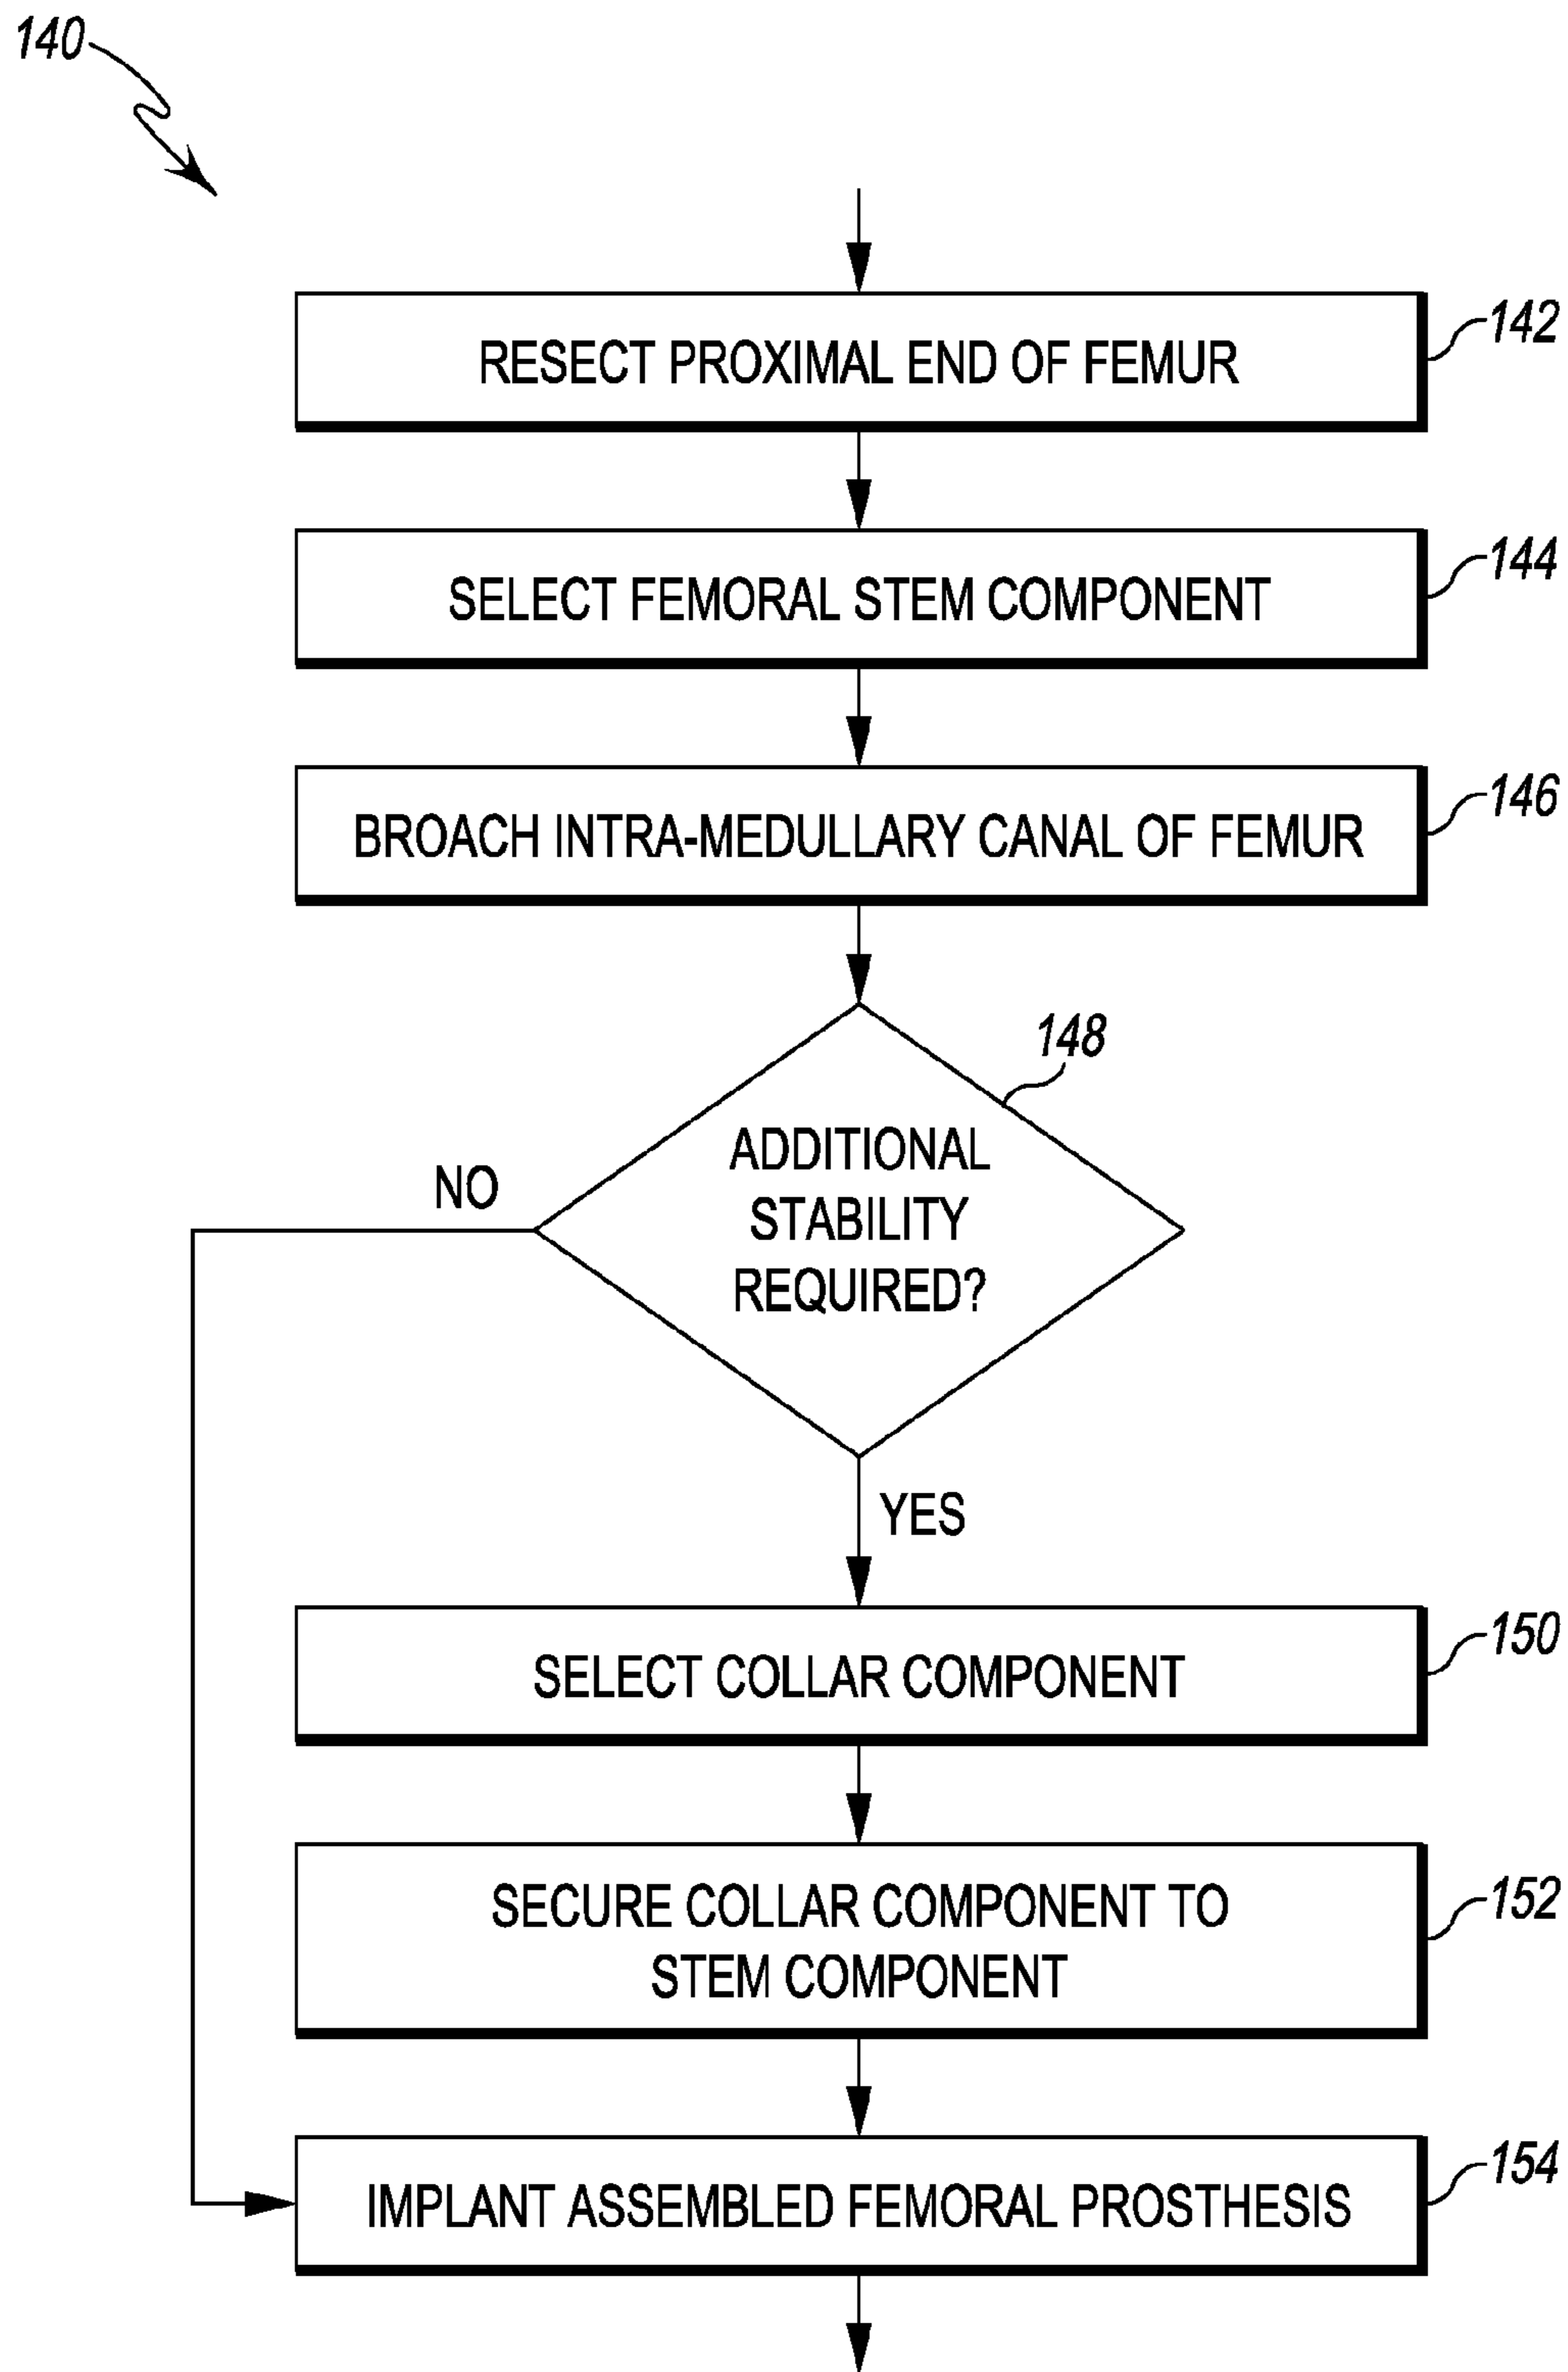 140
RESECT PROXIMAL END OF FEMUR
142
SELECT FEMORAL STEM COMPONENT
144
BROACH INTRA-MEDULLARY CANAL OF FEMUR
146
148
ADDITIONAL
STABILITY
REQUIRED?
NO
YES
SELECT COLLAR COMPONENT
150
SECURE COLLAR COMPONENT TO
STEM COMPONENT
152
IMPLANT ASSEMBLED FEMORAL PROSTHESIS
154